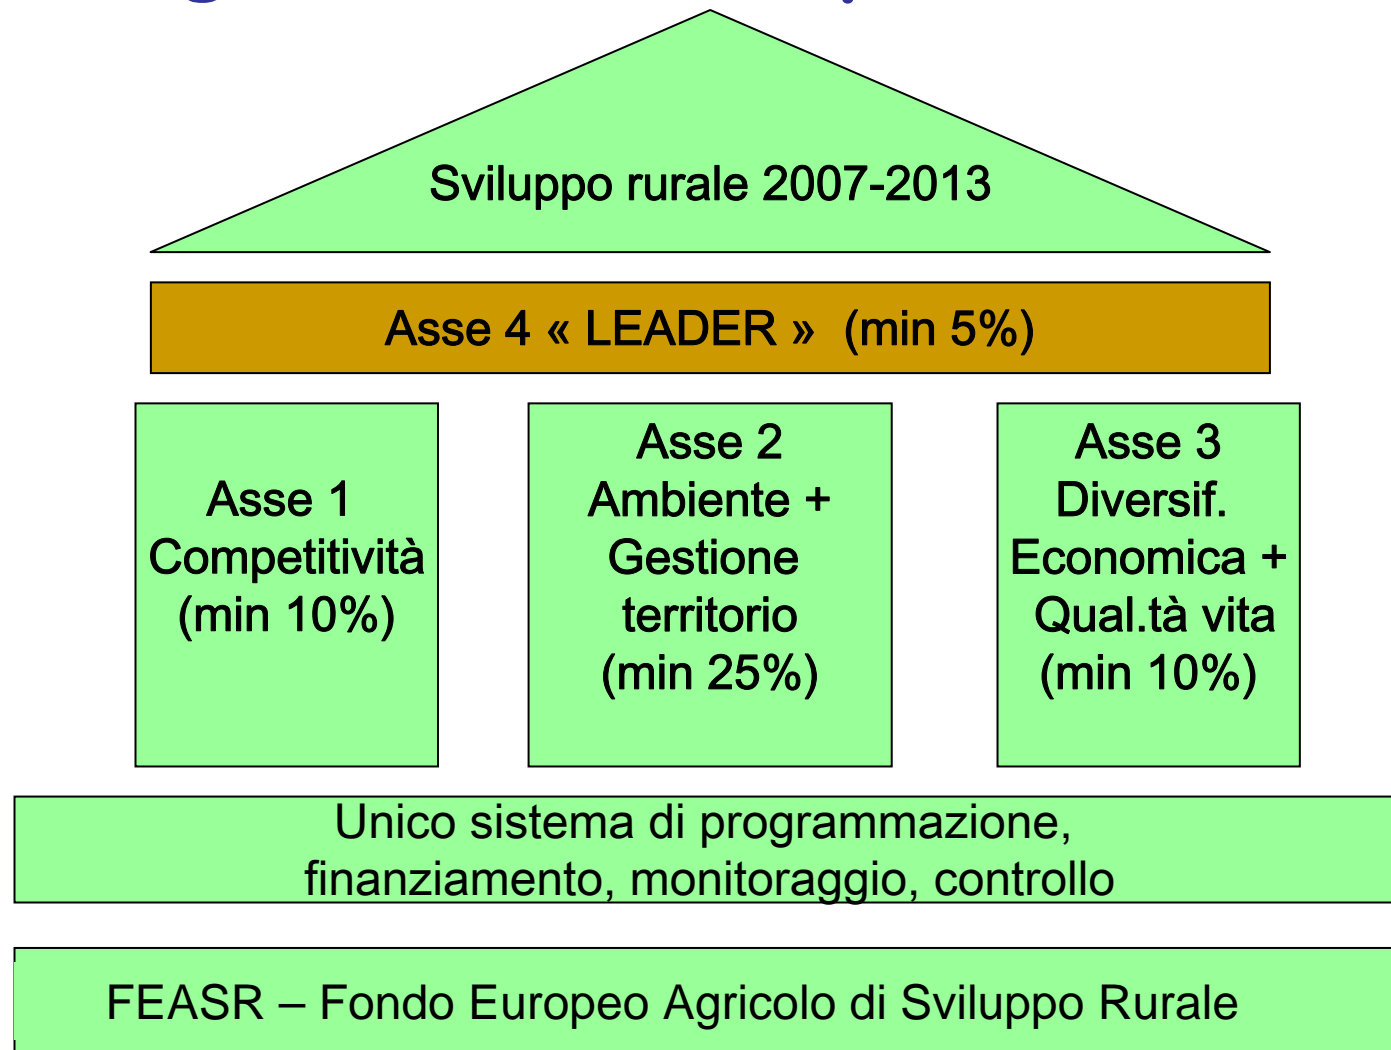 Sviluppo rurale 2007-2013
Asse 4 « LEADER » (min 5%)
Asse 1
Competitività
(min 10%)
Asse 2
Ambiente +
Gestione
territorio
(min 25%)
Asse 3
Diversif.
Economica +
Qual.tà vita
(min 10%)
Unico sistema di programmazione,
finanziamento, monitoraggio, controllo
FEASR – Fondo Europeo Agricolo di Sviluppo Rurale